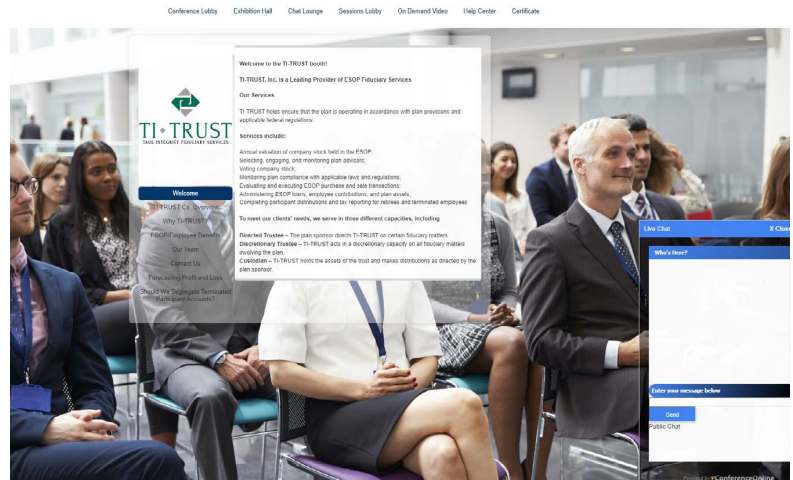 Conference Lobby Exhibition Hall Chat Lounge Sessions Lobby On Demand Video Help Center Certificate
TI TRUST
TRUE INTEGRITY FIDUCIARY SERVICES
Welcome
TI-TRUST Co. Overview
Why TI-TRUST?
ESOP/Employee Benefits
Our Team
Contact Us
Forecasting Profit and Loss
Should We Segregate Terminated
Participant Accounts?
Welcome to the TI-TRUST booth!
TI-TRUST, Inc. is a Leading Provider of ESOP Fiduciary Services
Our Services
TI-TRUST helps ensure that the plan is operating in accordance with plan provisions and
applicable federal regulations.
Services include:
Annual valuation of company stock held in the ESOP;
Selecting, engaging, and monitoring plan advisors;
Voting company stock;
Monitoring plan compliance with applicable laws and regulations;
Evaluating and executing ESOP purchase and sale transactions;
Administering ESOP loans, employee contributions, and plan assets;
Completing participant distributions and tax reporting for retirees and terminated employees
To meet our clients' needs, we serve in three different capacities, including
Directed Trustee – The plan sponsor directs TI-TRUST on certain fiduciary matters
Discretionary Trustee – TI-TRUST acts in a discretionary capacity on all fiduciary matters
involving the plan.
Custodian – TI-TRUST holds the assets of the trust and makes distributions as directed by the
plan sponsor.
Live Chat X Close
Who's Here?
Enter your message below
Send
Public Chat
Powered by eConferenceOnline